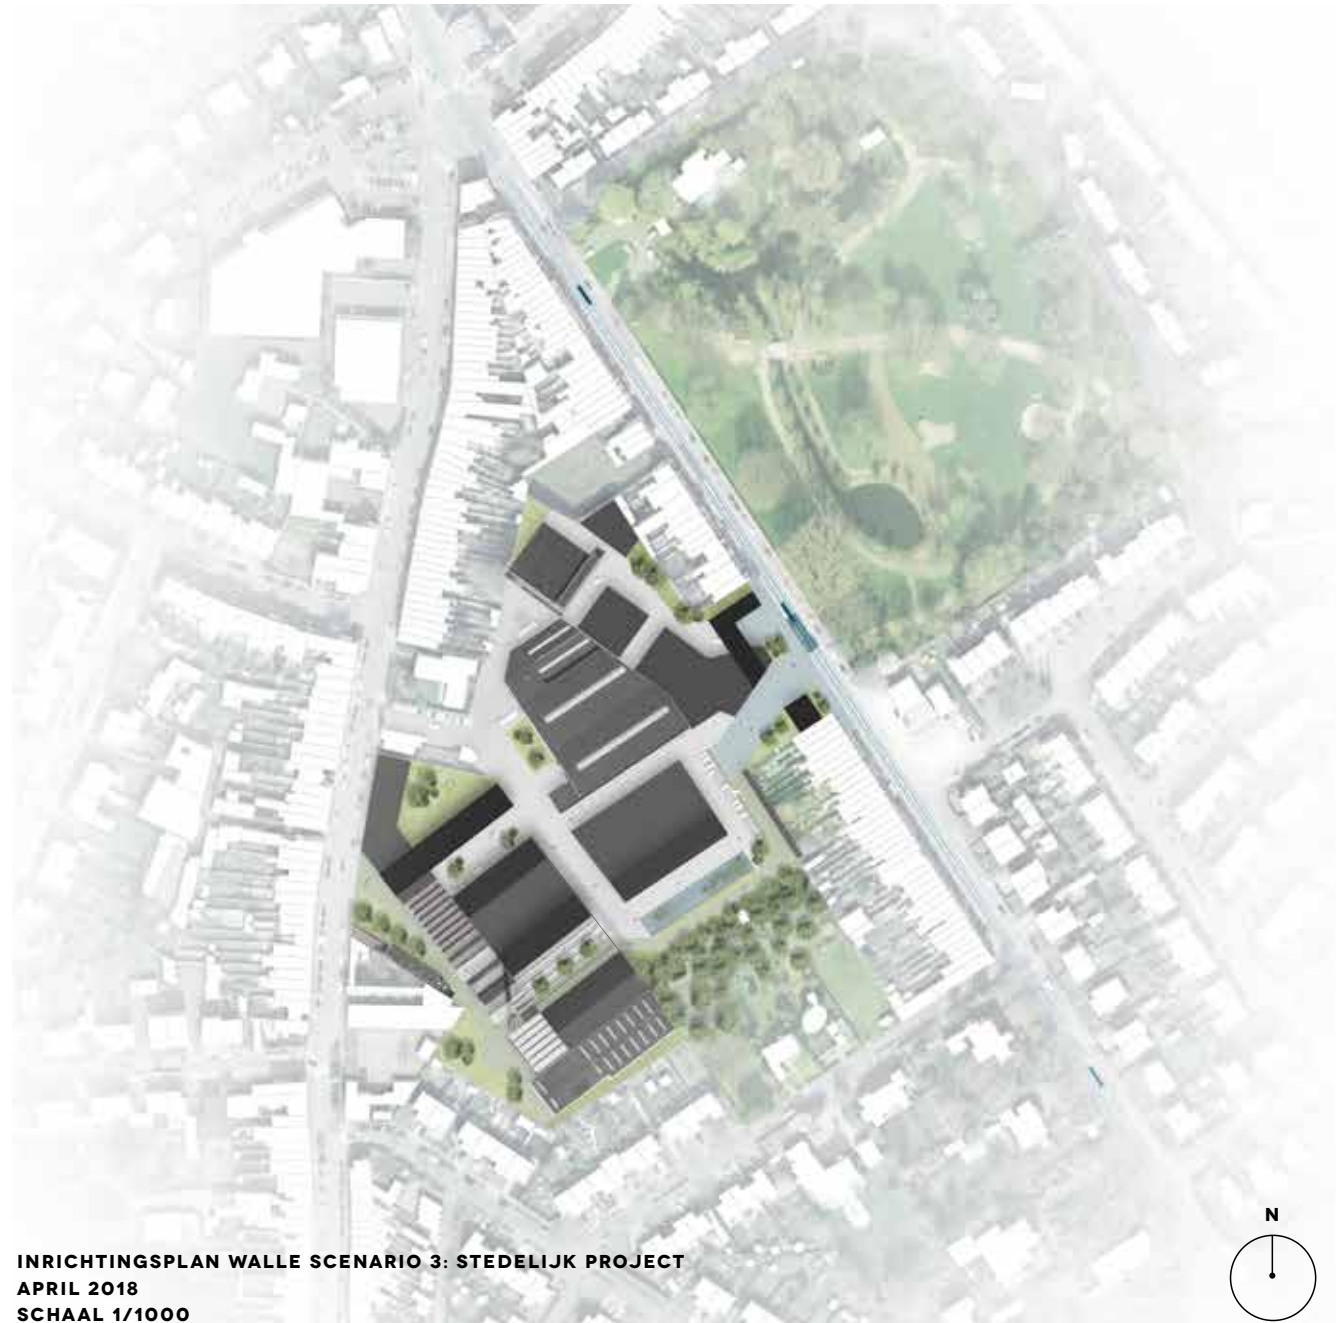 N
INRICHTINGSPLAN WALLE SCENARIO 3: STEDELIJK PROJECT
APRIL 2018
SCHAAL 1/1000